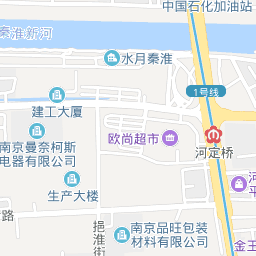 中国石化加油站
秦淮新河
水月秦淮
1号线
建工大厦
欧尚超市
河定桥
南京曼奈柯斯
电器有限公司
生产大楼
河
平
路
挹淮街
南京品旺包装
材料有限公司
金王